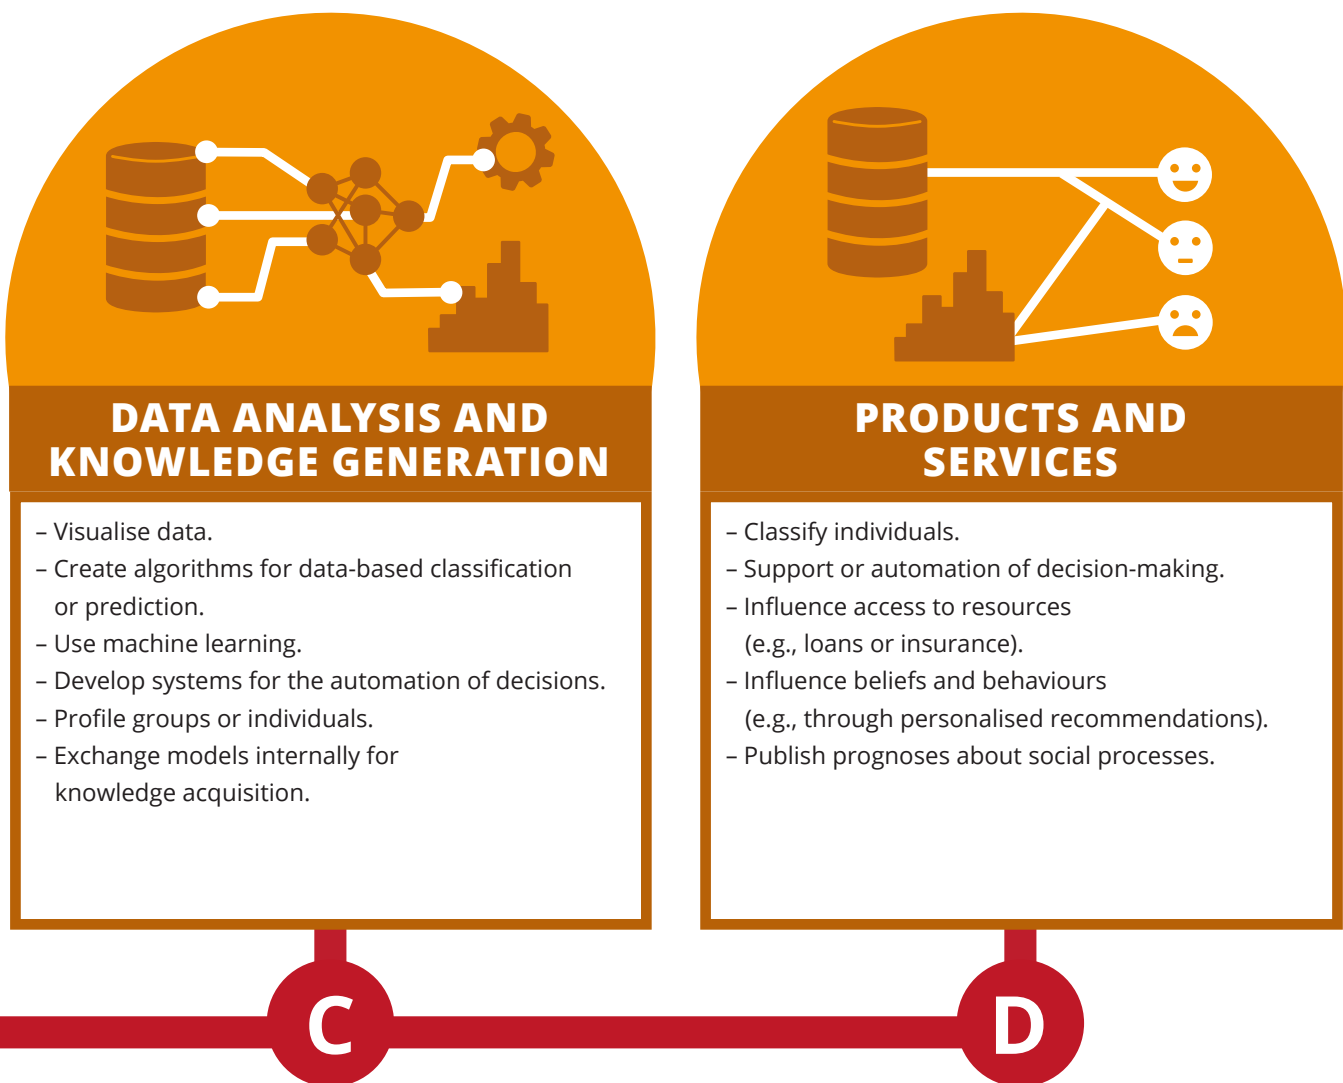 DATA ANALYSIS AND
KNOWLEDGE GENERATION
– Visualise data.
– Create algorithms for data-based classification
or prediction.
– Use machine learning.
– Develop systems for the automation of decisions.
– Profile groups or individuals.
– Exchange models internally for
knowledge acquisition.
C
PRODUCTS AND
SERVICES
– Classify individuals.
– Support or automation of decision-making.
– Influence access to resources
(e.g., loans or insurance).
– Influence beliefs and behaviours
(e.g., through personalised recommendations).
– Publish prognoses about social processes.
D